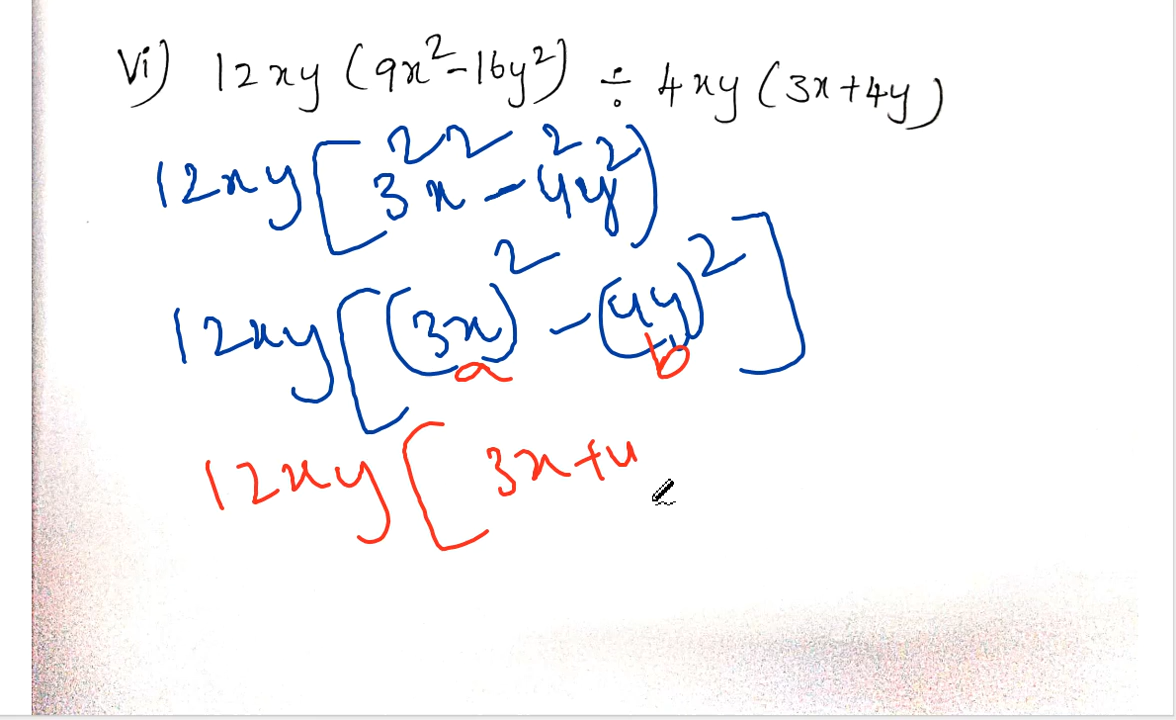 Vi) 12xy (9x²-16y²) ÷ 4xy (3x+4y)
12xy[3²x²-4²y²)
12xy[(3x)²-(4y)²]
a b
12xy[3x+4